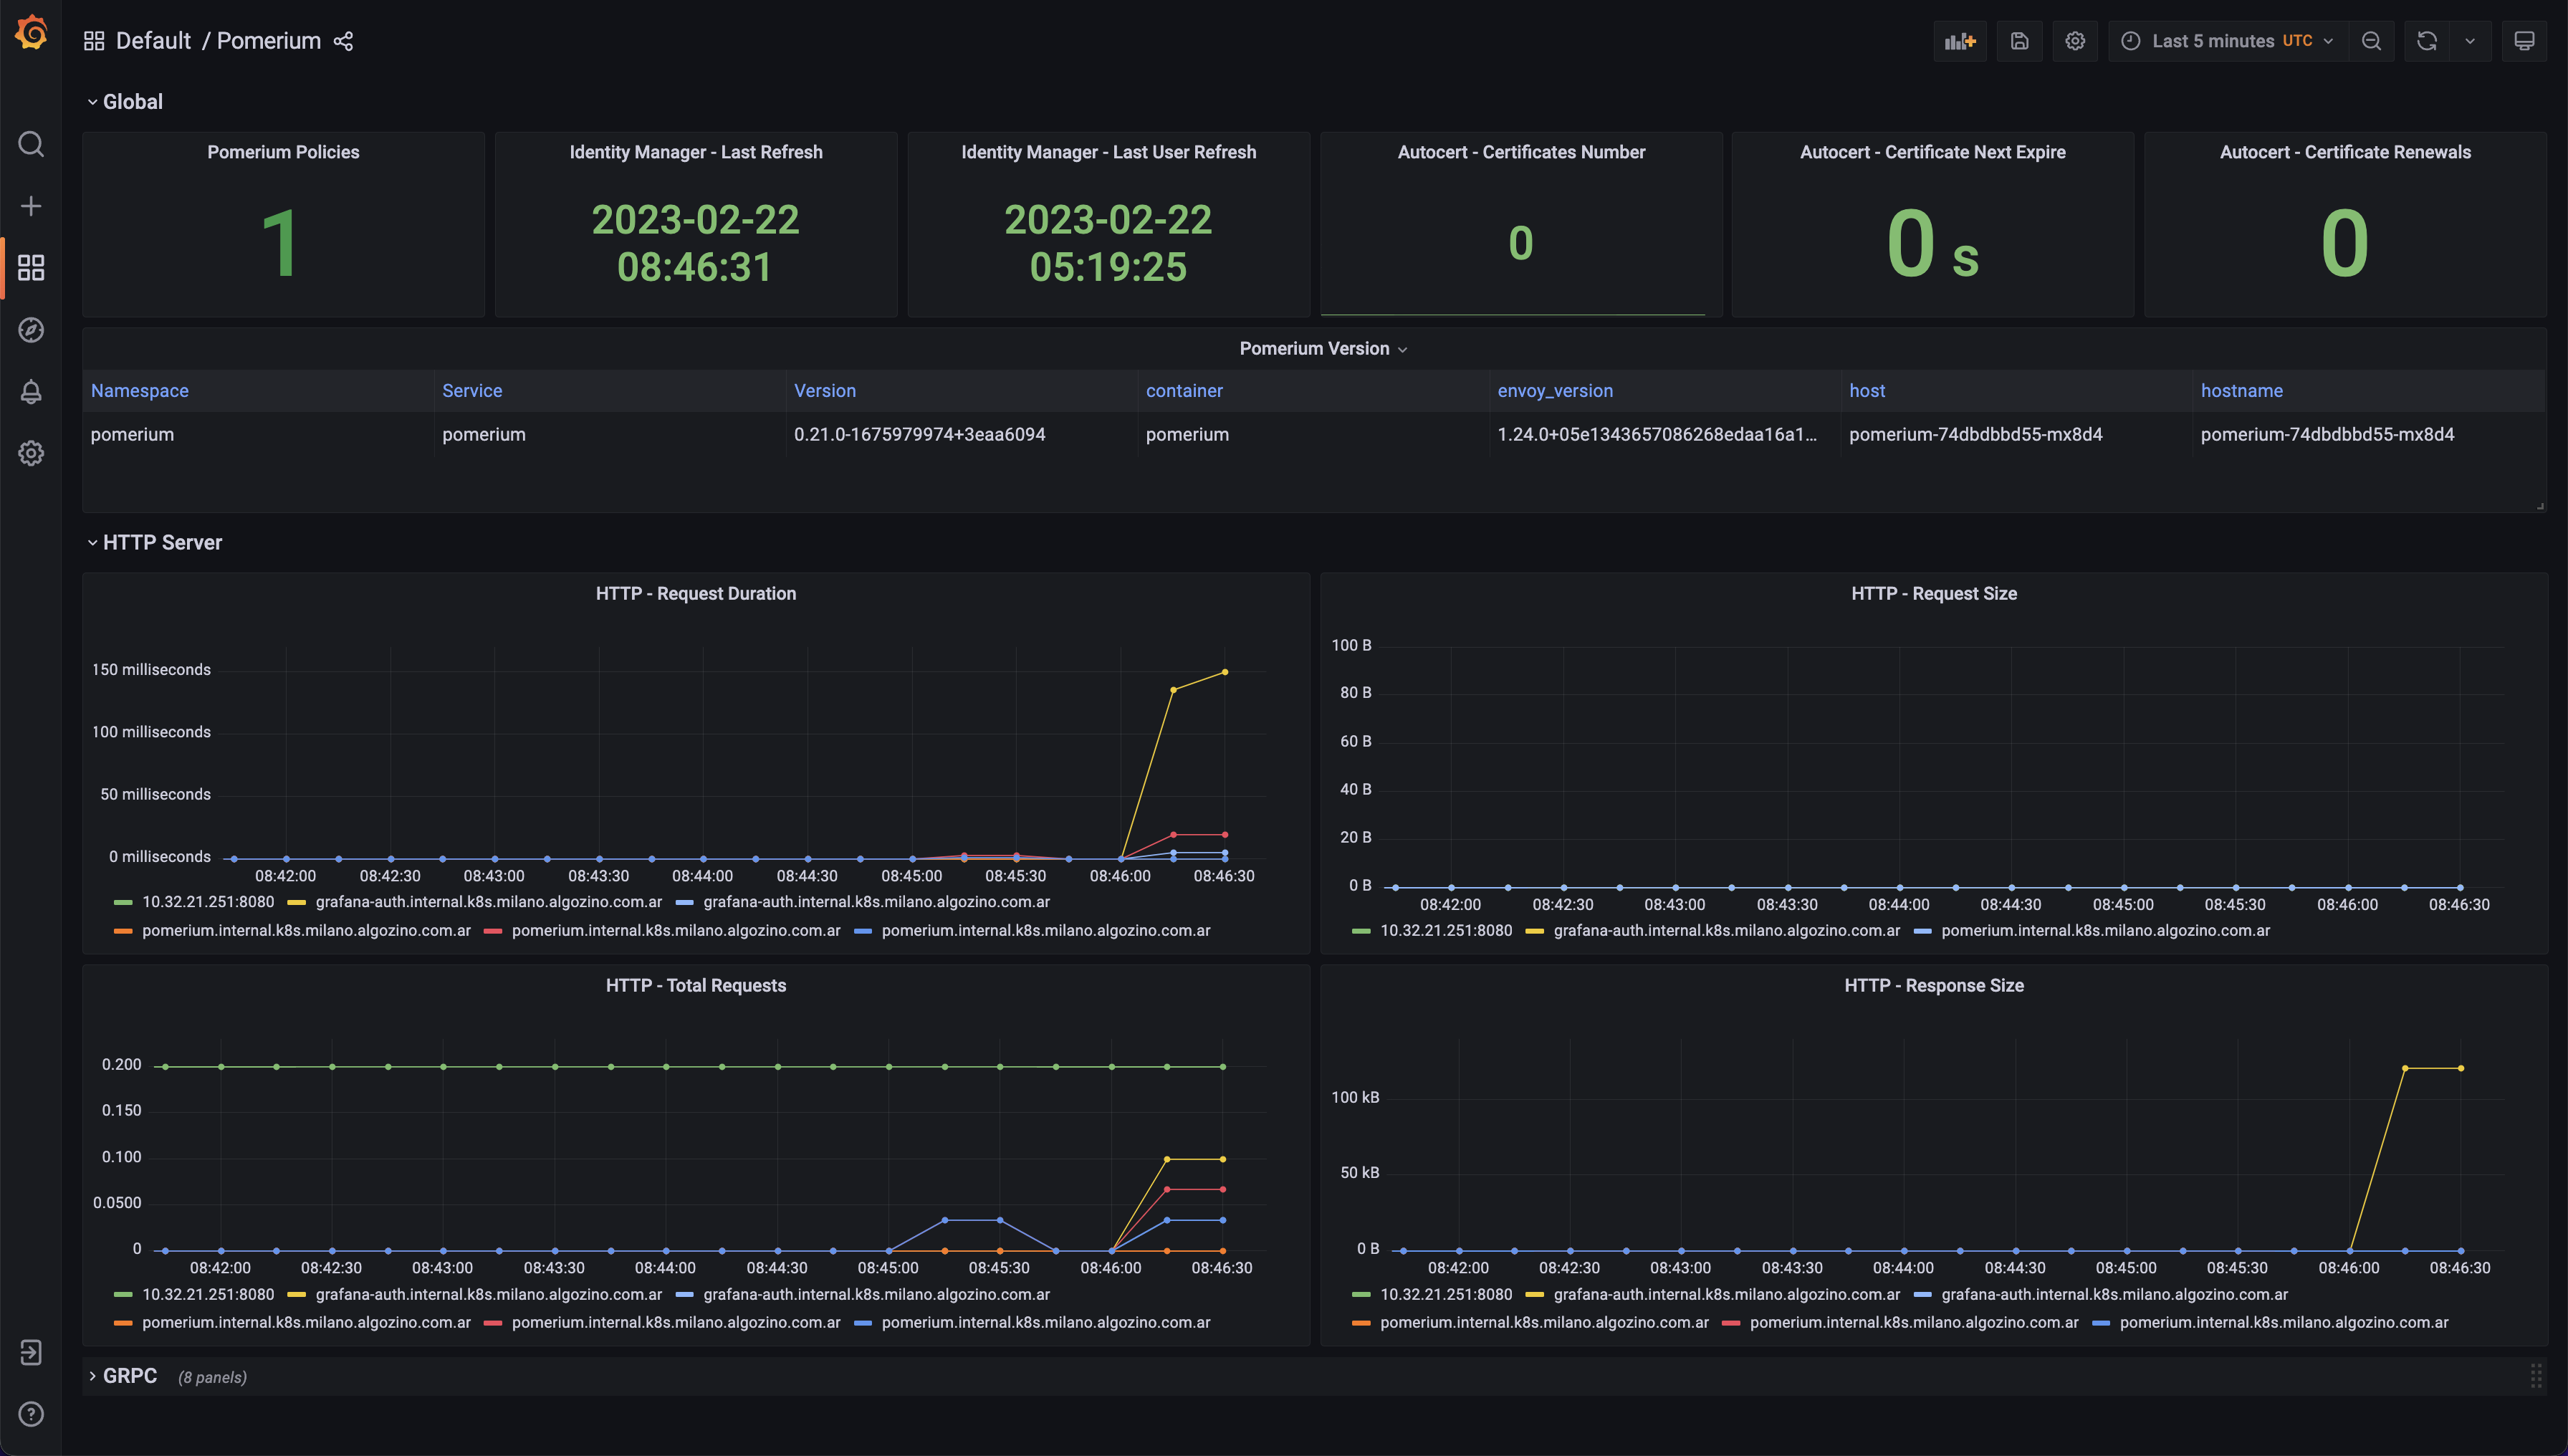 Default / Pomerium
Last 5 minutes UTC
Global
Pomerium Policies
1
Identity Manager - Last Refresh
2023-02-22
08:46:31
Identity Manager - Last User Refresh
2023-02-22
05:19:25
Autocert - Certificates Number
0
Autocert - Certificate Next Expire
0 s
Autocert - Certificate Renewals
0
Pomerium Version
Namespace Service Version container envoy_version host hostname
pomerium pomerium 0.21.0-1675979974+3eaa6094 pomerium 1.24.0+05e1343657086268edaa16a1... pomerium-74dbdbbd55-mx8d4 pomerium-74dbdbbd55-mx8d4
HTTP Server
HTTP - Request Duration
150 milliseconds
100 milliseconds
50 milliseconds
0 milliseconds
08:42:00 08:42:30 08:43:00 08:43:30 08:44:00 08:44:30 08:45:00 08:45:30 08:46:00 08:46:30
10.32.21.251:8080 grafana-auth.internal.k8s.milano.algozino.com.ar grafana-auth.internal.k8s.milano.algozino.com.ar
pomerium.internal.k8s.milano.algozino.com.ar pomerium.internal.k8s.milano.algozino.com.ar pomerium.internal.k8s.milano.algozino.com.ar
HTTP - Request Size
100 B
80 B
60 B
40 B
20 B
0 B
08:42:00 08:42:30 08:43:00 08:43:30 08:44:00 08:44:30 08:45:00 08:45:30 08:46:00 08:46:30
10.32.21.251:8080 grafana-auth.internal.k8s.milano.algozino.com.ar pomerium.internal.k8s.milano.algozino.com.ar
HTTP - Total Requests
0.200
0.150
0.100
0.0500
0
08:42:00 08:42:30 08:43:00 08:43:30 08:44:00 08:44:30 08:45:00 08:45:30 08:46:00 08:46:30
10.32.21.251:8080 grafana-auth.internal.k8s.milano.algozino.com.ar grafana-auth.internal.k8s.milano.algozino.com.ar
pomerium.internal.k8s.milano.algozino.com.ar pomerium.internal.k8s.milano.algozino.com.ar pomerium.internal.k8s.milano.algozino.com.ar
HTTP - Response Size
100 kB
50 kB
0 B
08:42:00 08:42:30 08:43:00 08:43:30 08:44:00 08:44:30 08:45:00 08:45:30 08:46:00 08:46:30
10.32.21.251:8080 grafana-auth.internal.k8s.milano.algozino.com.ar grafana-auth.internal.k8s.milano.algozino.com.ar
pomerium.internal.k8s.milano.algozino.com.ar pomerium.internal.k8s.milano.algozino.com.ar pomerium.internal.k8s.milano.algozino.com.ar
GRPC (8 panels)